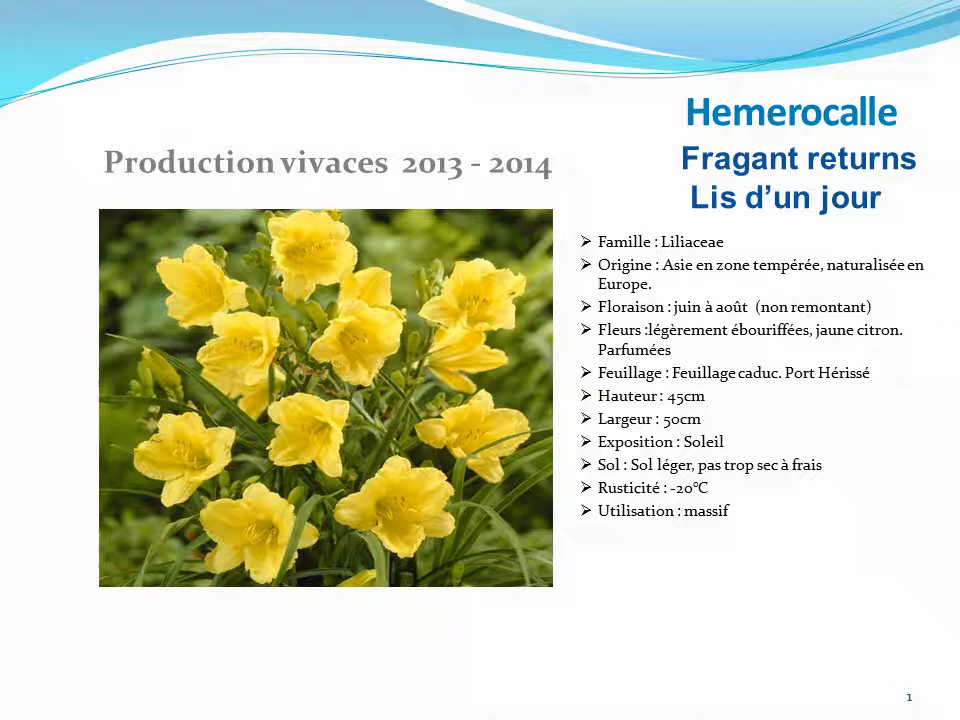 Hemerocalle
Production vivaces 2013 - 2014
Fragant returns
Lis d’un jour
➢ Famille : Liliaceae
➢ Origine : Asie en zone tempérée, naturalisée en
Europe.
➢ Floraison : juin à août (non remontant)
➢ Fleurs :légèrement ébouriffées, jaune citron.
Parfumées
➢ Feuillage : Feuillage caduc. Port Hérissé
➢ Hauteur : 45cm
➢ Largeur : 50cm
➢ Exposition : Soleil
➢ Sol : Sol léger, pas trop sec à frais
➢ Rusticité : -20°C
➢ Utilisation : massif
1